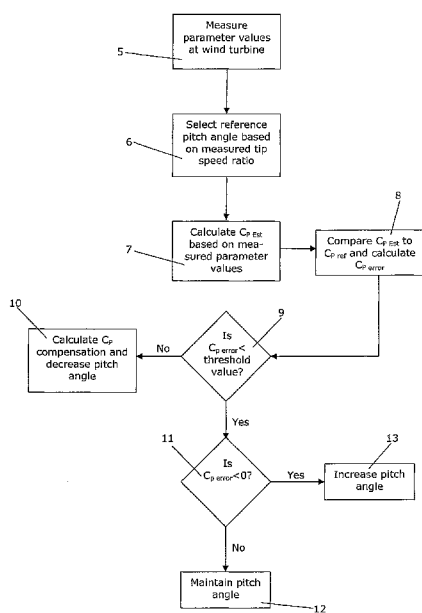 Measure
parameter values
at wind turbine
5
Select reference
pitch angle based
on measured tip
speed ratio
6
8
Calculate CP Est
based on mea-
sured parameter
values
7
Compare CP Est to
CP ref and calculate
CP error
10
Calculate CP
compensation and
decrease pitch
angle
No
9
Is
CP error<
threshold
value?
Yes
11
Is
CP error<0?
Yes
13
Increase pitch
angle
No
Maintain pitch
angle
12